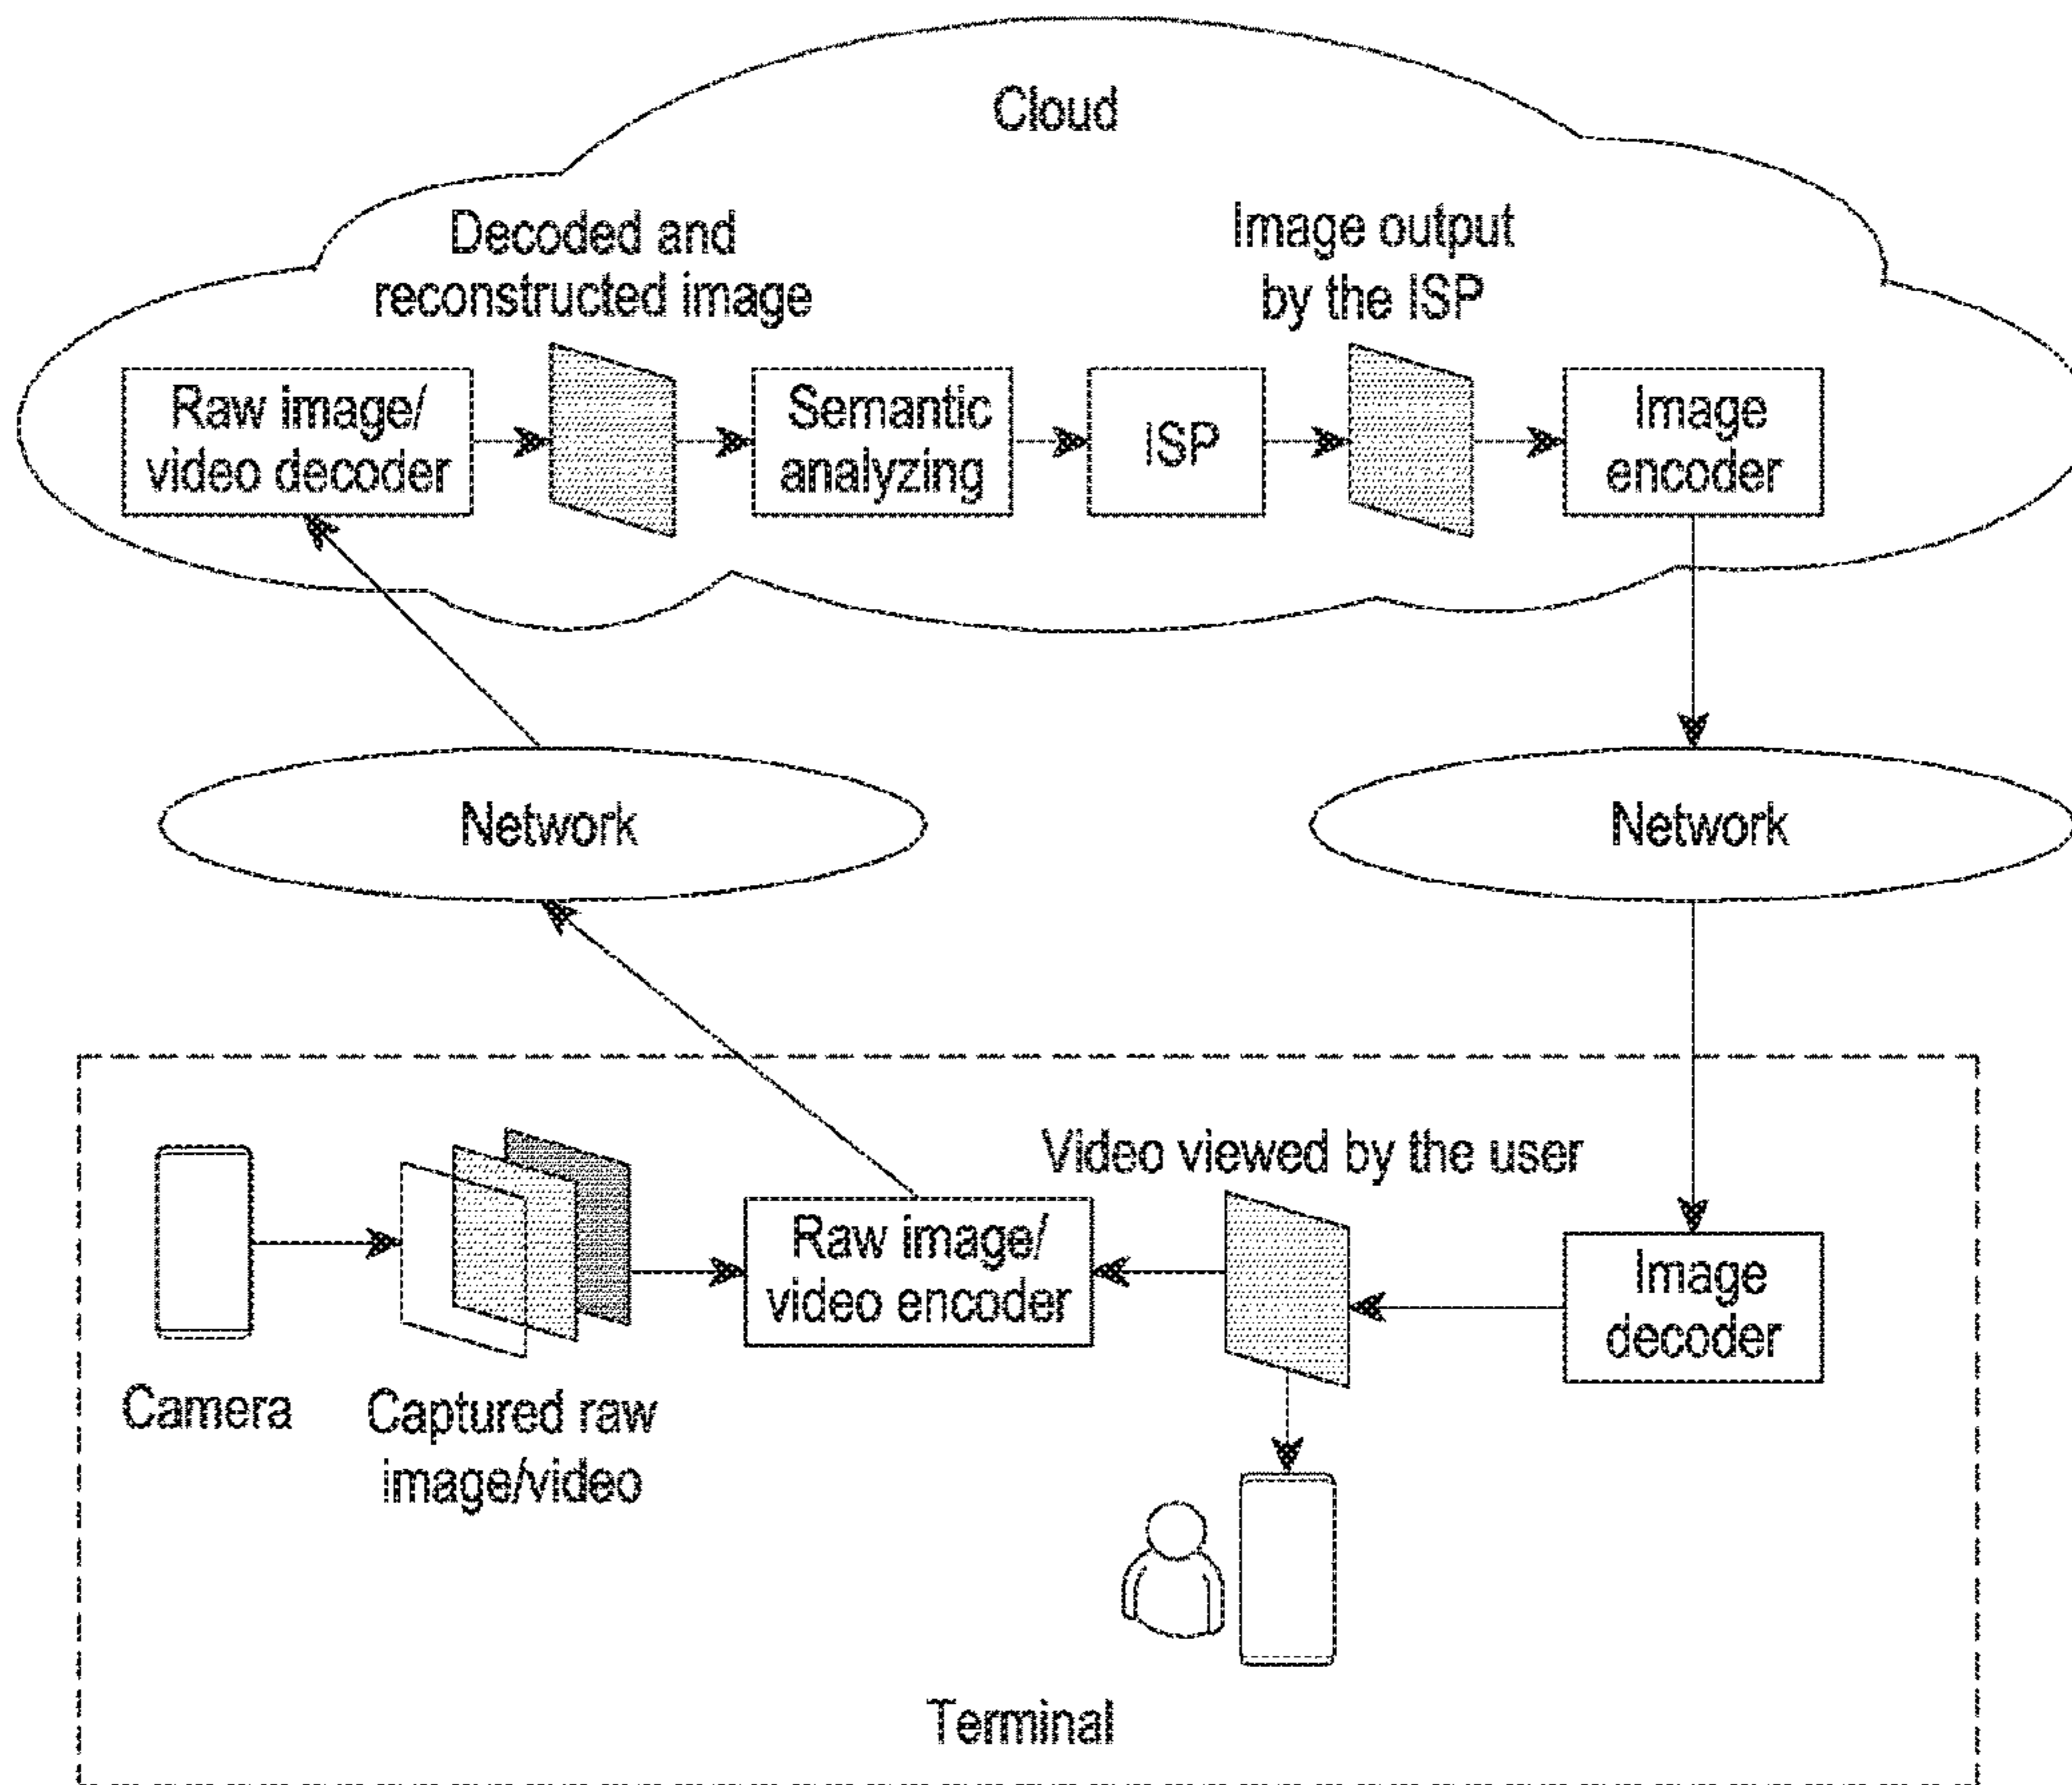 Cloud
Decoded and
reconstructed image
Image output
by the ISP
Raw image/
video decoder
Semantic
analyzing
ISP
Image
encoder
Network
Network
Video viewed by the user
Raw image/
video encoder
Image
decoder
Camera
Captured raw
image/video
Terminal